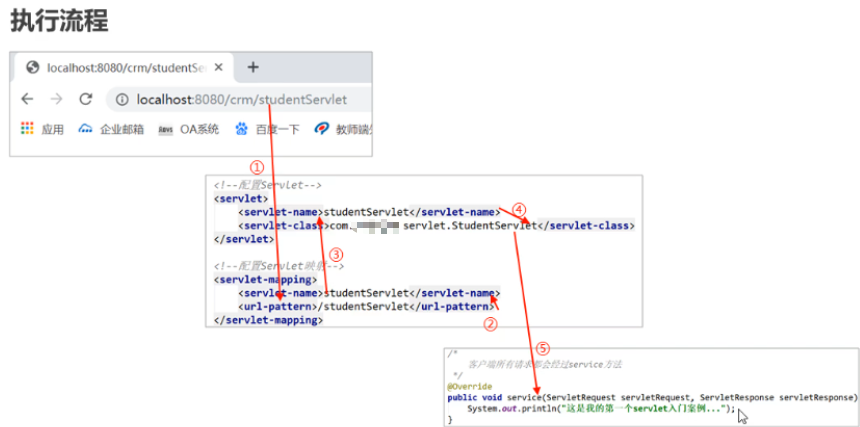 执行流程
localhost:8080/crm/studentSe
localhost:8080/crm/studentServlet
应用 企业邮箱 OA系统 百度一下 教师端
①
<!--配置Servlet-->
<servlet>
<servlet-name>studentServlet</servlet-name>
④
<servlet-class>com. servlet.StudentServlet</servlet-class>
</servlet>
③
<!--配置Servlet映射-->
<servlet-mapping>
<servlet-name>studentServlet</servlet-name>
<url-pattern>/studentServlet</url-pattern>
②
</servlet-mapping>
⑤
/*
客户端所有请求都会经过service方法
*/
@Override
public void service(ServletRequest servletRequest, ServletResponse servletResponse)
System.out.println("这是我的第一个servlet入门案例...");
}